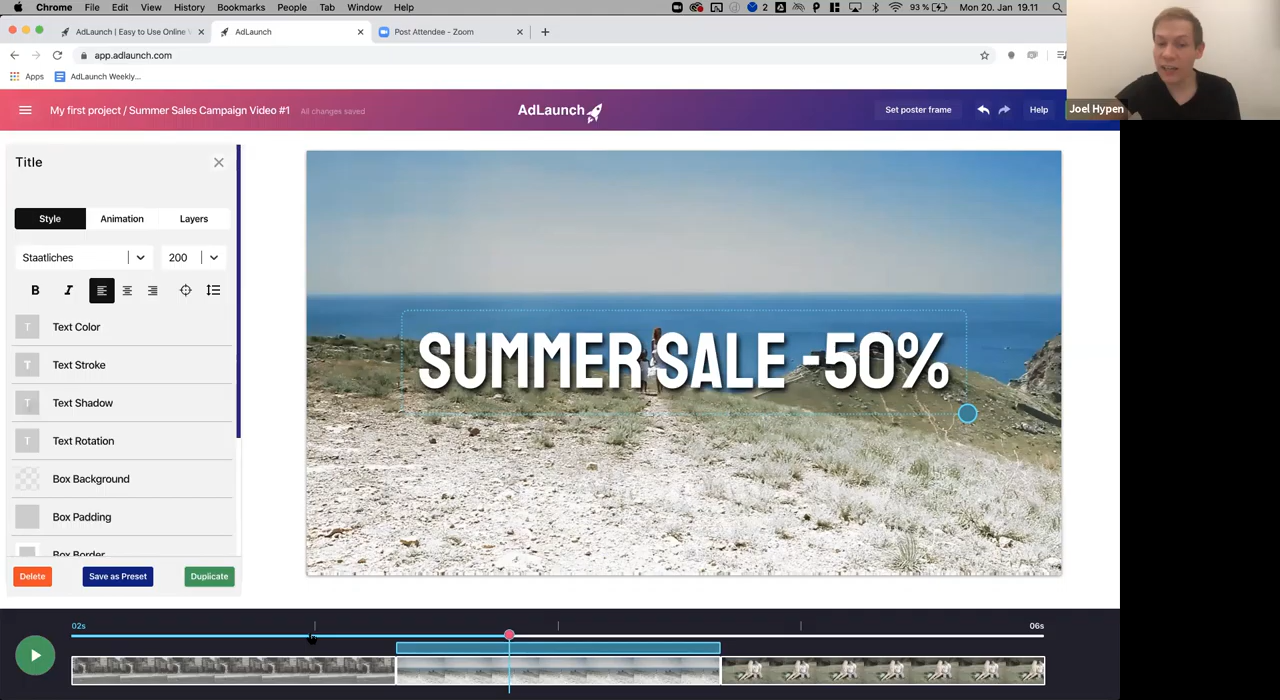 Chrome File Edit View History Bookmarks People Tab Window Help 2 93 % Mon 20. Jan 19.11
AdLaunch | Easy to Use Online AdLaunch Post Attendee - Zoom
app.adlaunch.com
Apps AdLaunch Weekly...
My first project / Summer Sales Campaign Video #1 All changes saved AdLaunch Set poster frame Help Joel Hypen
Title
Style Animation Layers
Staatliches 200
B I
T Text Color
T Text Stroke
T Text Shadow
T Text Rotation
Box Background
Box Padding
Box Border
Delete Save as Preset Duplicate
SUMMER SALE -50%
02s 06s